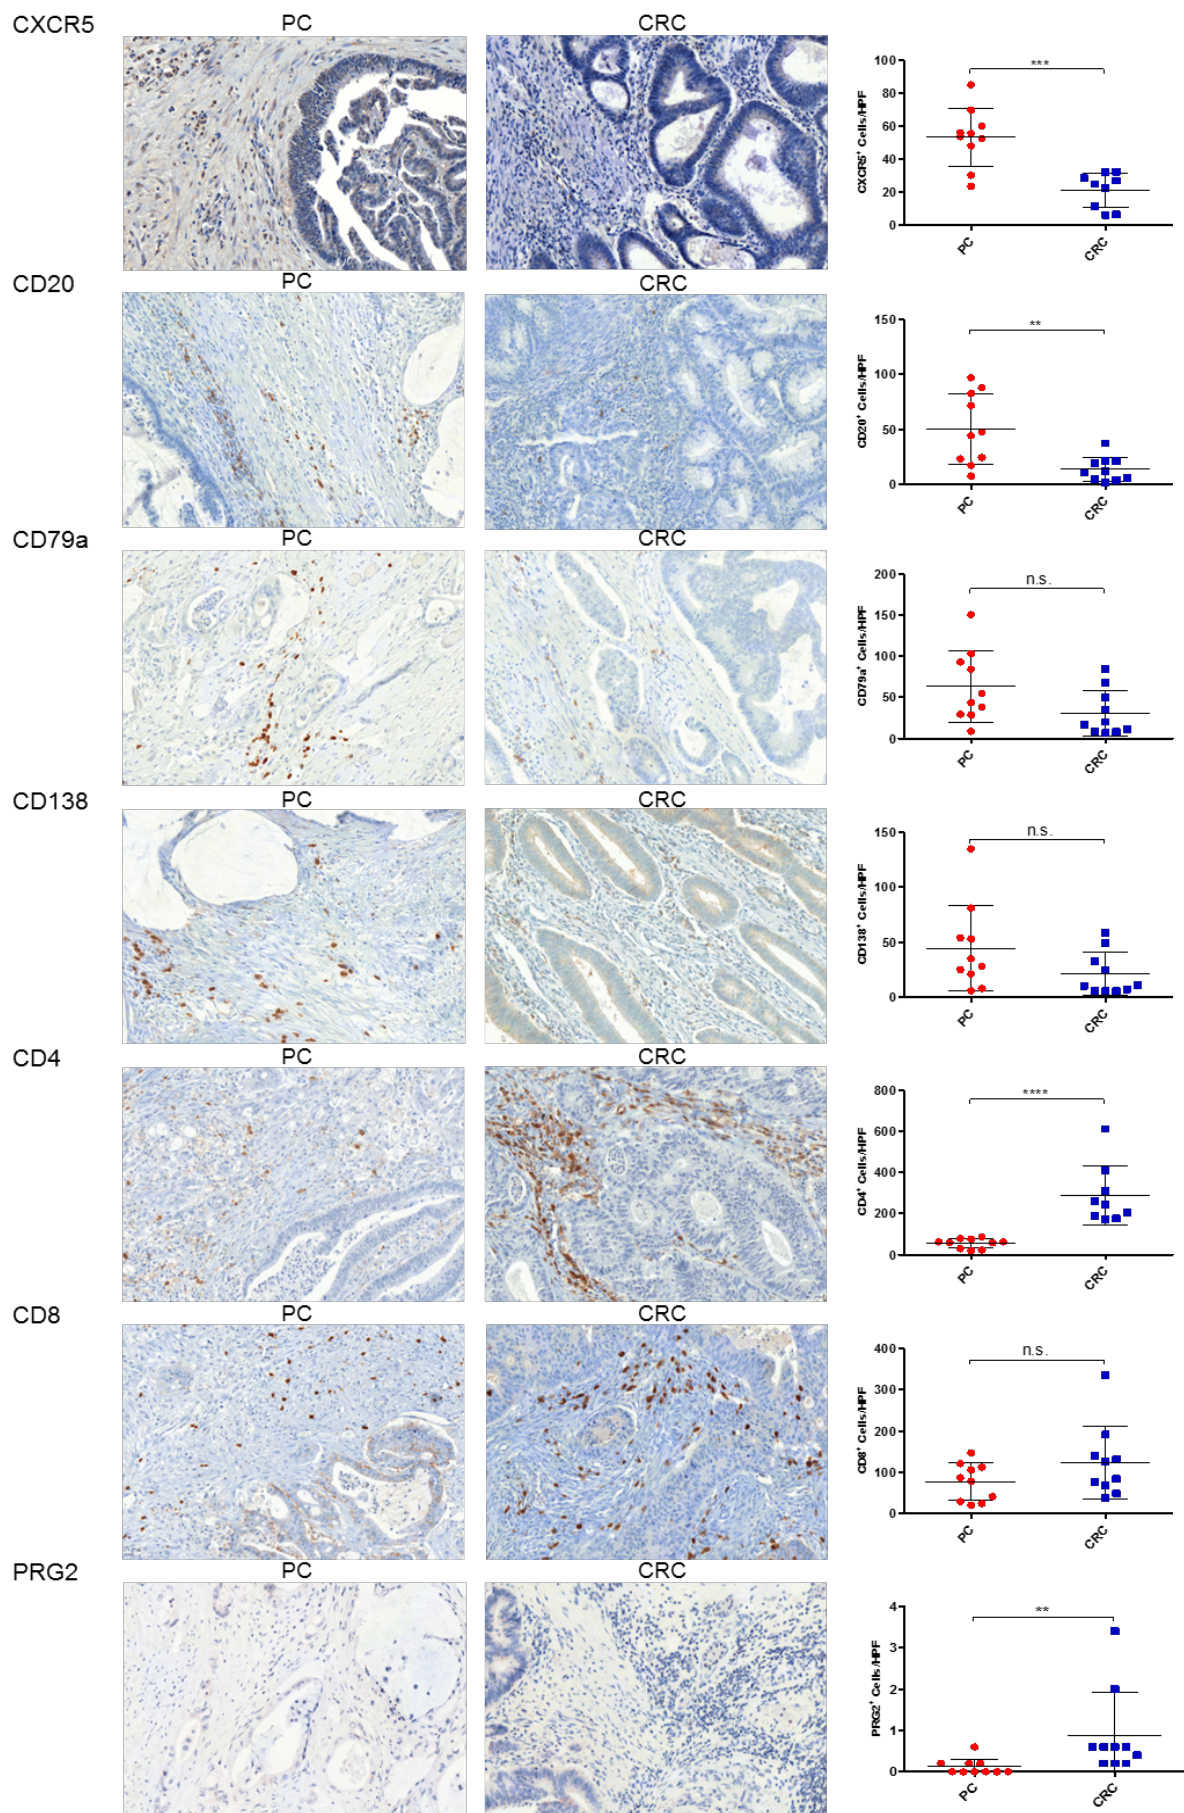 CXCR5
PC
CRC
CXCR5+ Cells/HPF
100
80
60
40
20
0
***
PC
CRC
CD20
PC
CRC
CD20+ Cells/HPF
150
100
50
0
**
PC
CRC
CD79a
PC
CRC
CD79a+ Cells/HPF
200
150
100
50
0
n.s.
PC
CRC
CD138
PC
CRC
CD138+ Cells/HPF
150
100
50
0
n.s.
PC
CRC
CD4
PC
CRC
CD4+ Cells/HPF
800
600
400
200
0
****
PC
CRC
CD8
PC
CRC
CD8+ Cells/HPF
400
300
200
100
0
n.s.
PC
CRC
PRG2
PC
CRC
PRG2+ Cells/HPF
4
3
2
1
0
**
PC
CRC